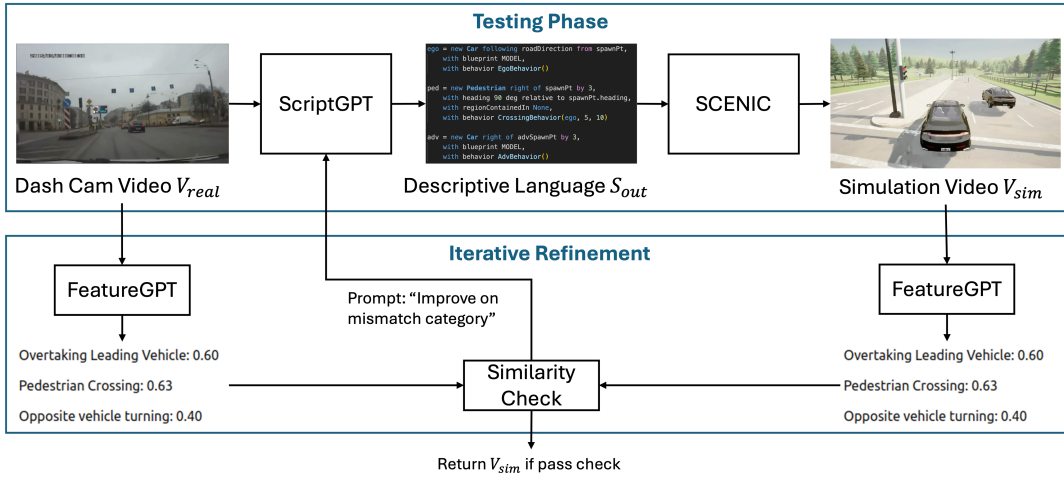 Testing Phase
ScriptGPT
ego = new Car following roadDirection from spawnPt,
with blueprint MODEL,
with behavior EgoBehavior()
ped = new Pedestrian right of spawnPt by 3,
with heading 90 deg relative to spawnPt.heading,
with regionContainedIn None,
with behavior CrossingBehavior(ego, 5, 10)
adv = new Car right of advSpawnPt by 3,
with blueprint MODEL,
with behavior AdvBehavior()
SCENIC
Dash Cam Video V_real
Descriptive Language S_out
Simulation Video V_sim
Iterative Refinement
FeatureGPT
Overtaking Leading Vehicle: 0.60
Pedestrian Crossing: 0.63
Opposite vehicle turning: 0.40
Prompt: “Improve on
mismatch category”
Similarity
Check
FeatureGPT
Overtaking Leading Vehicle: 0.60
Pedestrian Crossing: 0.63
Opposite vehicle turning: 0.40
Return V_sim if pass check